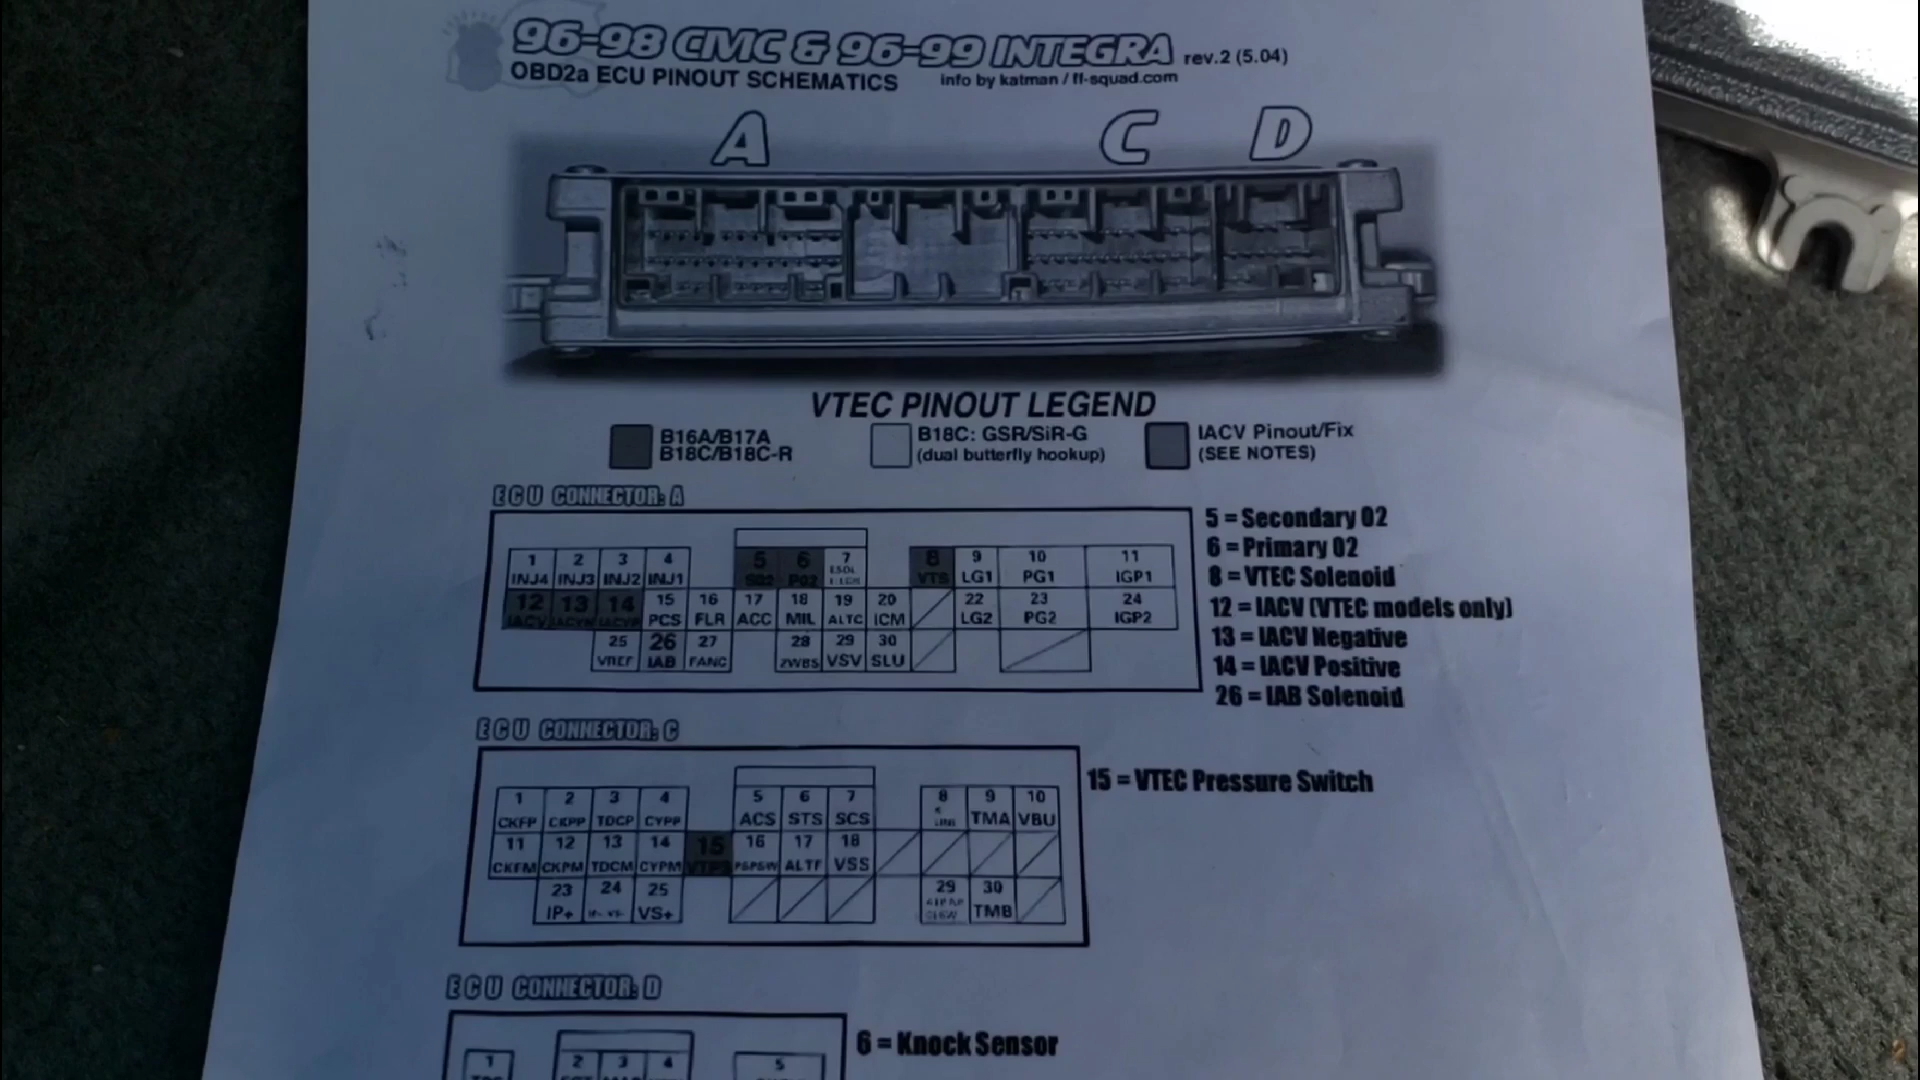 96-98 CIVIC & 96-99 INTEGRA rev.2 (5.04)
OBD2a ECU PINOUT SCHEMATICS info by katman / ff-squad.com
A C D
VTEC PINOUT LEGEND
B16A/B17A
B18C/B18C-R
B18C: GSR/SiR-G
(dual butterfly hookup)
IACV Pinout/Fix
(SEE NOTES)
ECU CONNECTOR: A
1 2 3 4 5 6 7 8 9 10 11
INJ4 INJ3 INJ2 INJ1 SO2 PO2 VTS LG1 PG1 IGP1
12 13 14 15 16 17 18 19 20 22 23 24
IACV IACVN IACVP PCS FLR ACC MIL ALTC ICM LG2 PG2 IGP2
25 26 27 28 29 30
VREF IAB FANC 2WBS VSV SLU
5 = Secondary 02
6 = Primary 02
8 = VTEC Solenoid
12 = IACV (VTEC models only)
13 = IACV Negative
14 = IACV Positive
26 = IAB Solenoid
ECU CONNECTOR: C
1 2 3 4 5 6 7 8 9 10
CKFP CKPP TDCP CYPP ACS STS SCS TMA VBU
11 12 13 14 15 16 17 18
CKFM CKPM TDCM CYPM VTPS PSPSW ALTF VSS
23 24 25 29 30
IP+ VS+ TMB
15 = VTEC Pressure Switch
ECU CONNECTOR: D
1 2 3 4 5
6 = Knock Sensor